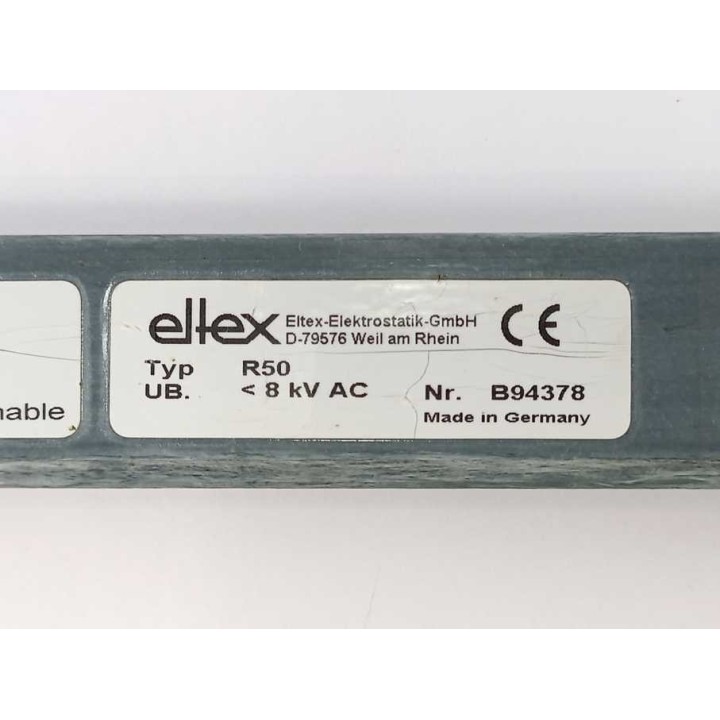 eltex
Eltex-Elektrostatik-GmbH
D-79576 Weil am Rhein
CE
Typ R50
UB. < 8 kV AC
Nr. B94378
Made in Germany